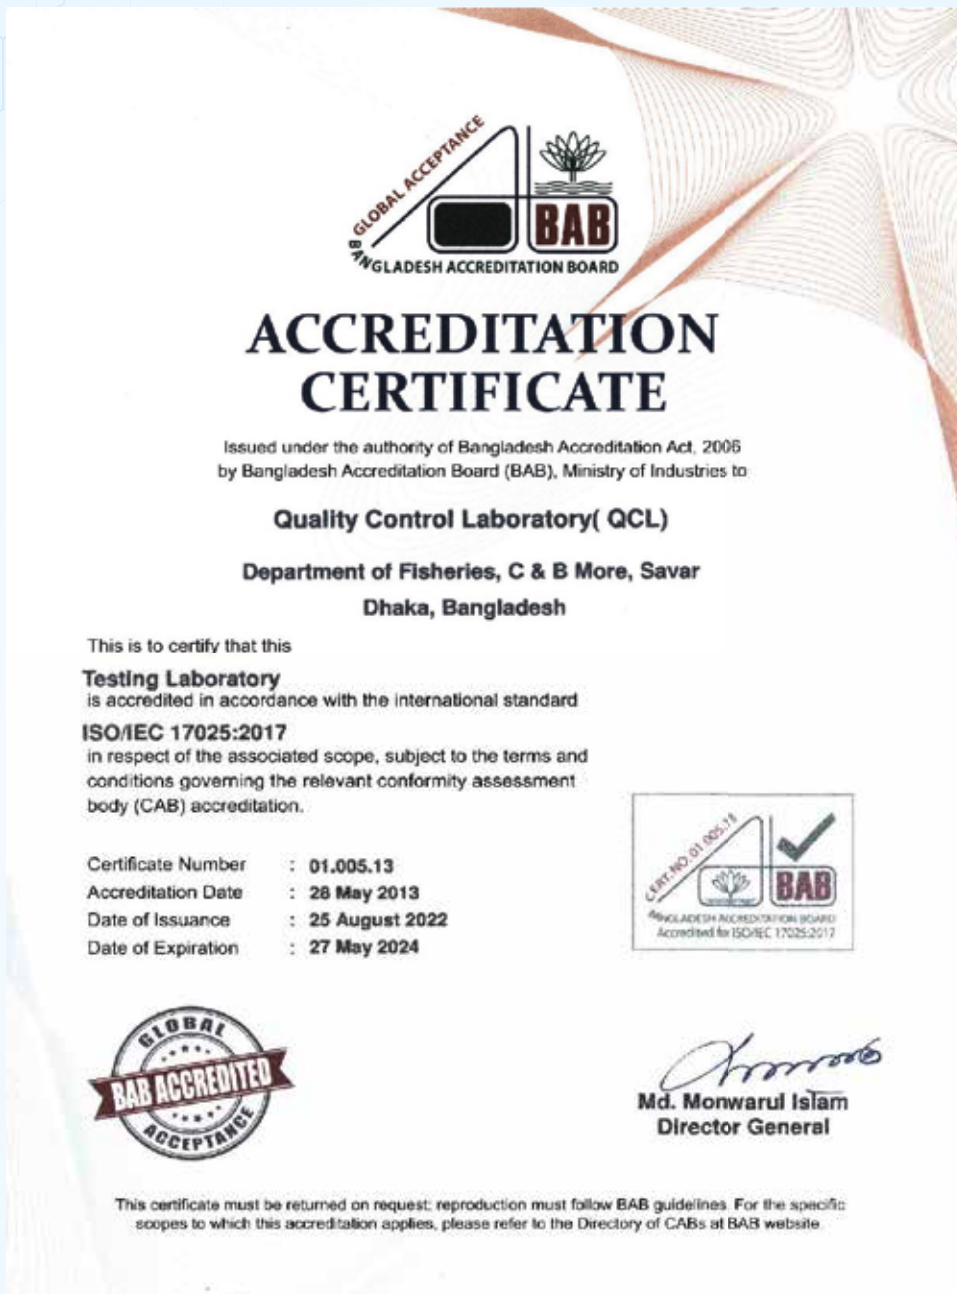 GLOBAL ACCEPTANCE
BAB
BANGLADESH ACCREDITATION BOARD
ACCREDITATION
CERTIFICATE
Issued under the authority of Bangladesh Accreditation Act, 2006
by Bangladesh Accreditation Board (BAB), Ministry of Industries to
Quality Control Laboratory( QCL)
Department of Fisheries, C & B More, Savar
Dhaka, Bangladesh
This is to certify that this
Testing Laboratory
is accredited in accordance with the international standard
ISO/IEC 17025:2017
in respect of the associated scope, subject to the terms and
conditions governing the relevant conformity assessment
body (CAB) accreditation.
Certificate Number : 01.005.13
Accreditation Date : 28 May 2013
Date of Issuance : 25 August 2022
Date of Expiration : 27 May 2024
CERT.NO.01.005.13
BAB
BANGLADESH ACCREDITATION BOARD
Accredited for ISO/IEC 17025:2017
GLOBAL
BAB ACCREDITED
ACCEPTANCE
Md. Monwarul Islam
Director General
This certificate must be returned on request; reproduction must follow BAB guidelines. For the specific
scopes to which this accreditation applies, please refer to the Directory of CABs at BAB website.